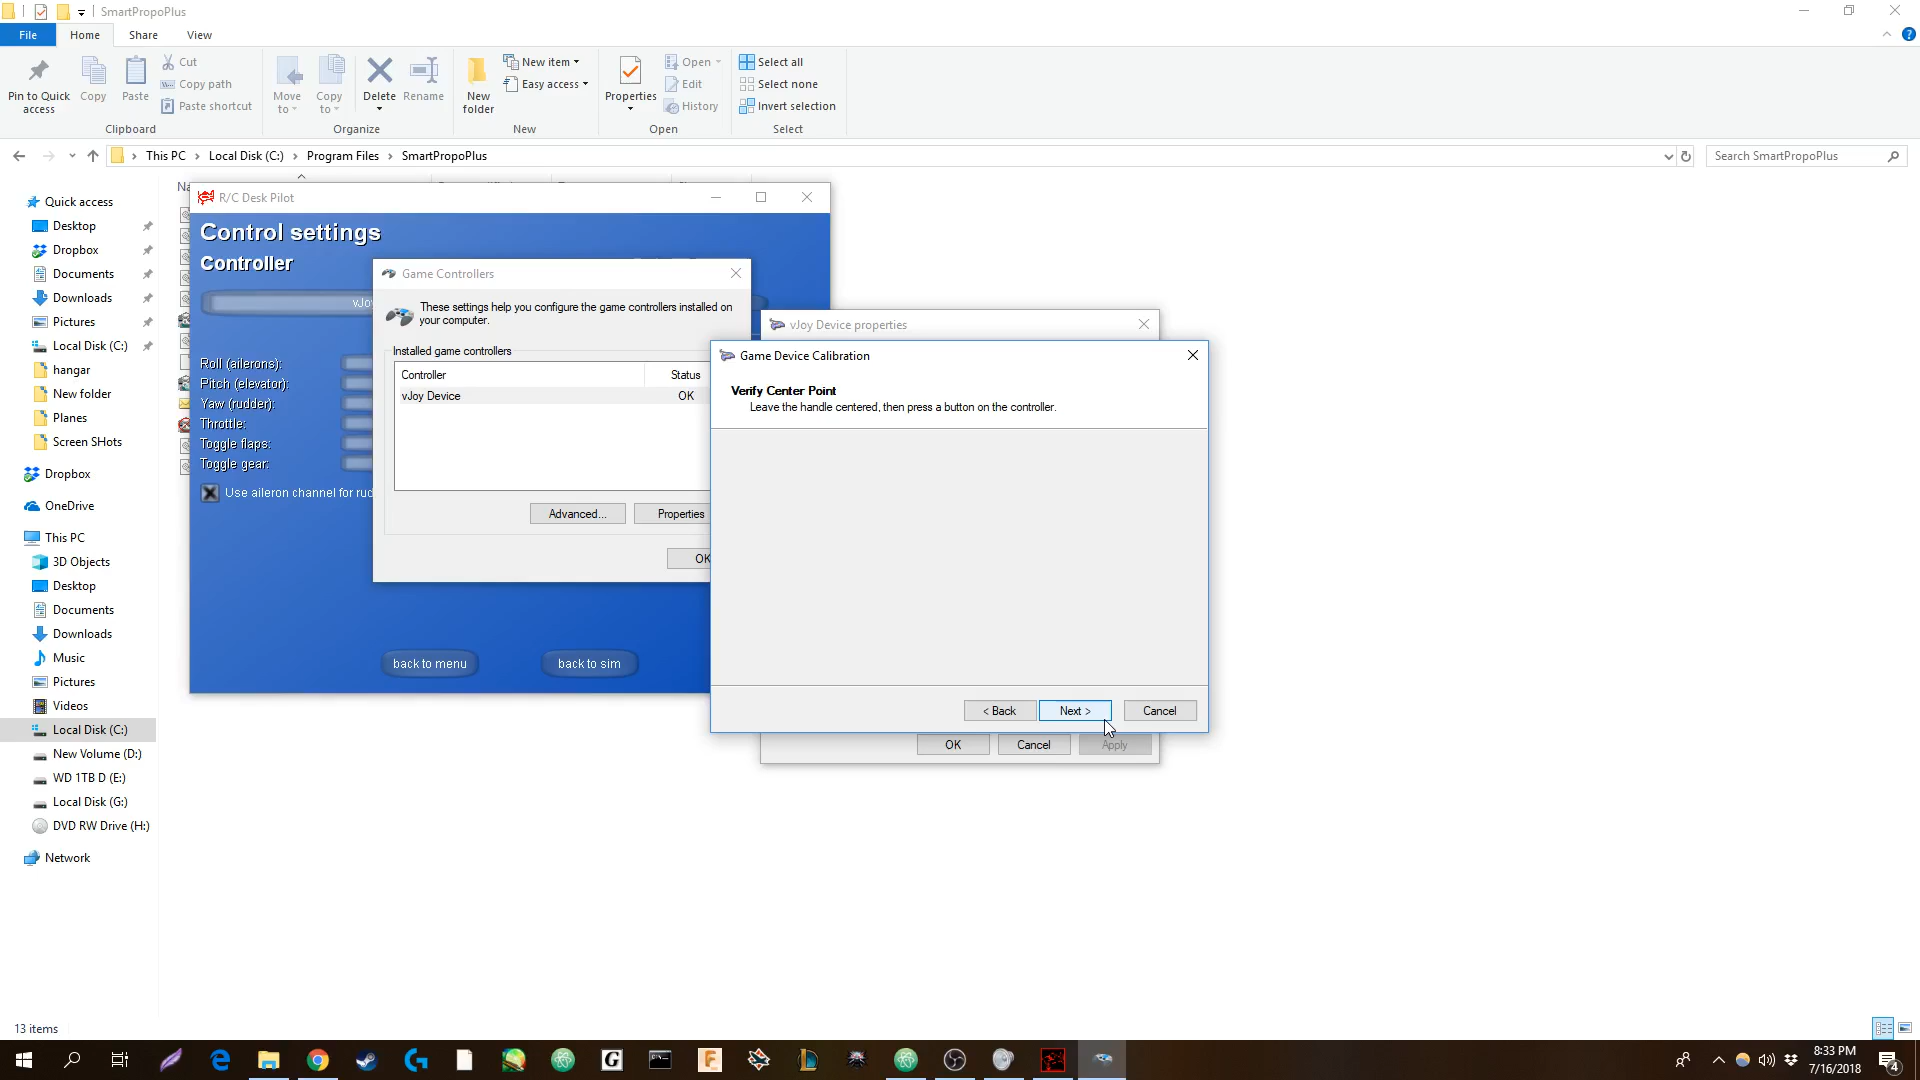 SmartPropoPlus
File
Home
Share
View
Pin to Quick access
Copy
Paste
Cut
Copy path
Paste shortcut
Clipboard
Move to
Copy to
Delete
Rename
Organize
New folder
New item
Easy access
New
Properties
Open
Edit
History
Open
Select all
Select none
Invert selection
Select
This PC
Local Disk (C:)
Program Files
SmartPropoPlus
Search SmartPropoPlus
Quick access
Desktop
Dropbox
Documents
Downloads
Pictures
Local Disk (C:)
hangar
New folder
Planes
Screen SHots
Dropbox
OneDrive
This PC
3D Objects
Desktop
Documents
Downloads
Music
Pictures
Videos
Local Disk (C:)
New Volume (D:)
WD 1TB D (E:)
Local Disk (G:)
DVD RW Drive (H:)
Network
13 items
R/C Desk Pilot
Control settings
Controller
Roll (ailerons):
Pitch (elevator):
Yaw (rudder):
Throttle:
Toggle flaps:
Toggle gear:
Use aileron channel for rud
back to menu
back to sim
Game Controllers
These settings help you configure the game controllers installed on
your computer.
Installed game controllers
Controller
Status
vJoy Device
OK
Advanced...
Properties
OK
vJoy Device properties
OK
Cancel
Apply
Game Device Calibration
Verify Center Point
Leave the handle centered, then press a button on the controller.
< Back
Next >
Cancel
8:33 PM
7/16/2018
4